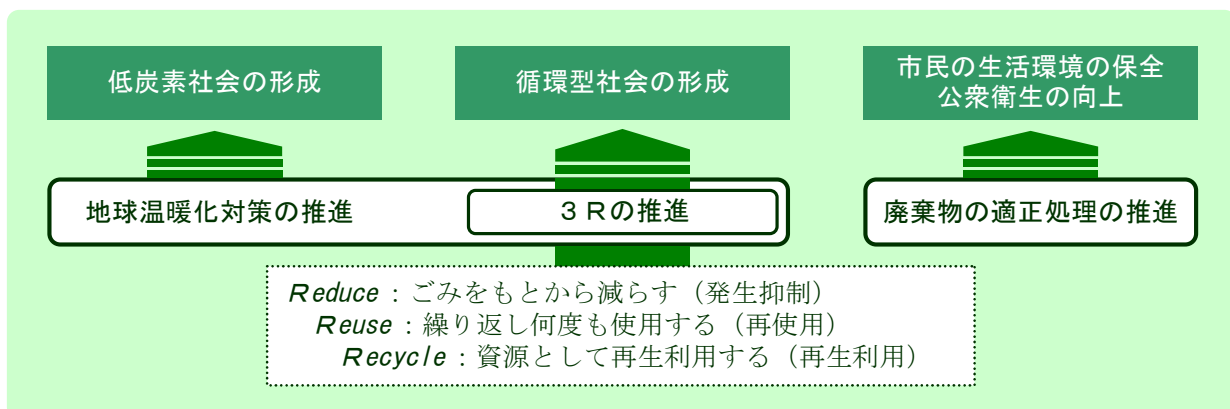 低炭素社会の形成
循環型社会の形成
市民の生活環境の保全
公衆衛生の向上
地球温暖化対策の推進
３Ｒの推進
廃棄物の適正処理の推進
Reduce：ごみをもとから減らす（発生抑制）
Reuse：繰り返し何度も使用する（再使用）
Recycle：資源として再生利用する（再生利用）